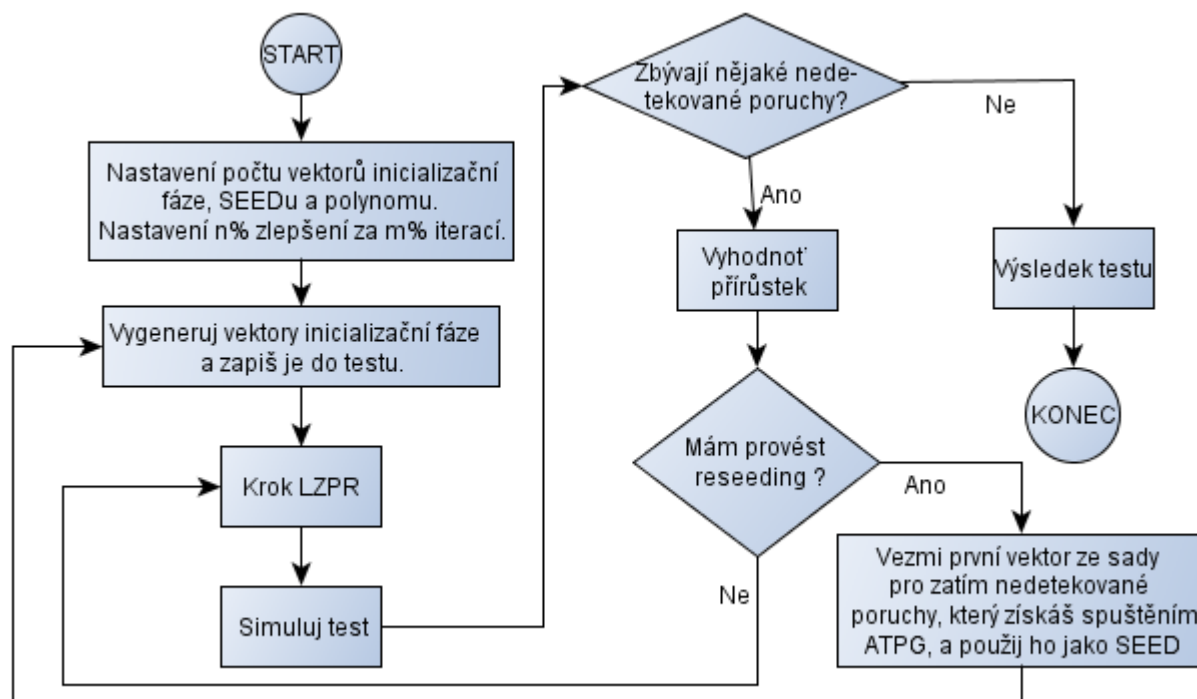 START
Nastavení počtu vektorů inicializační
fáze, SEEDu a polynomu.
Nastavení n% zlepšení za m% iterací.
Vygeneruj vektory inicializační fáze
a zapiš je do testu.
Krok LZPR
Simuluj test
Zbývají nějaké nede-
tekované poruchy?
Ne
Ano
Vyhodnoť
přírůstek
Výsledek testu
KONEC
Mám provést
reseeding ?
Ano
Ne
Vezmi první vektor ze sady
pro zatím nedetekované
poruchy, který získáš spuštěním
ATPG, a použij ho jako SEED